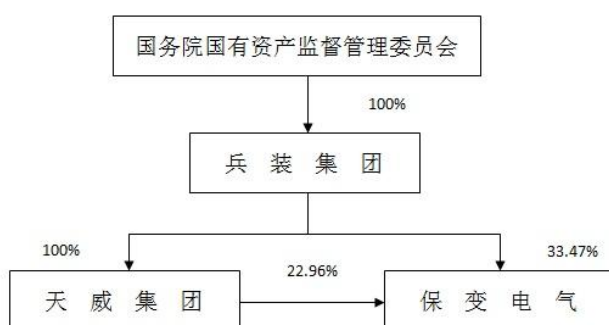 国务院国有资产监督管理委员会
100%
兵 装 集 团
100%
33.47%
22.96%
天 威 集 团
保 变 电 气